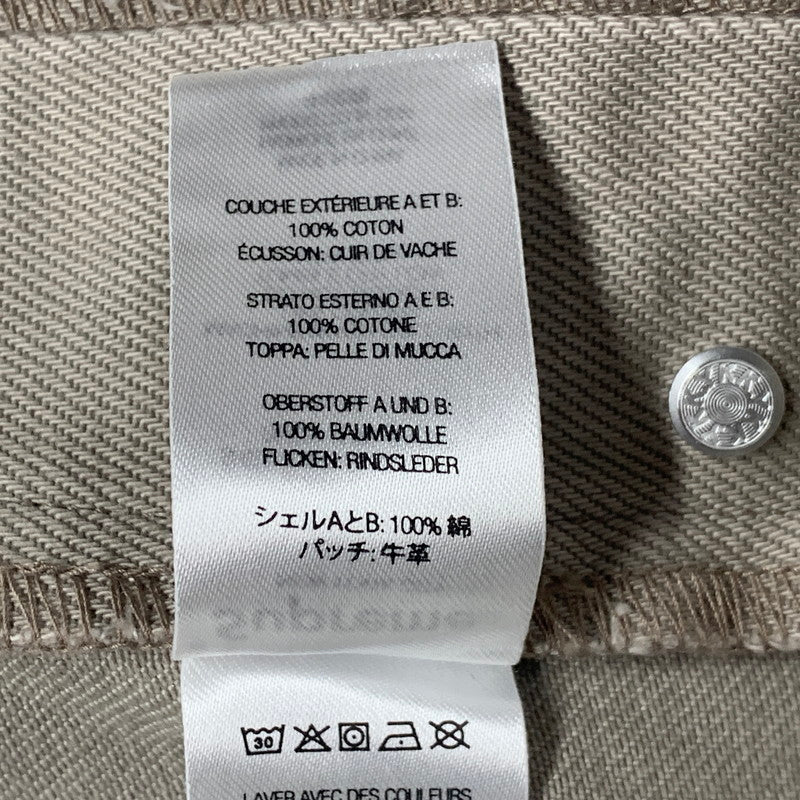 COUCHE EXTÉRIEURE A ET B:
100% COTON
ÉCUSSON: CUIR DE VACHE
STRATO ESTERNO A E B:
100% COTONE
TOPPA: PELLE DI MUCCA
OBERSTOFF A UND B:
100% BAUMWOLLE
FLICKEN: RINDSLEDER
シェルAとB: 100% 綿
パッチ: 牛革
30
LAVER AVEC DES COULEURS